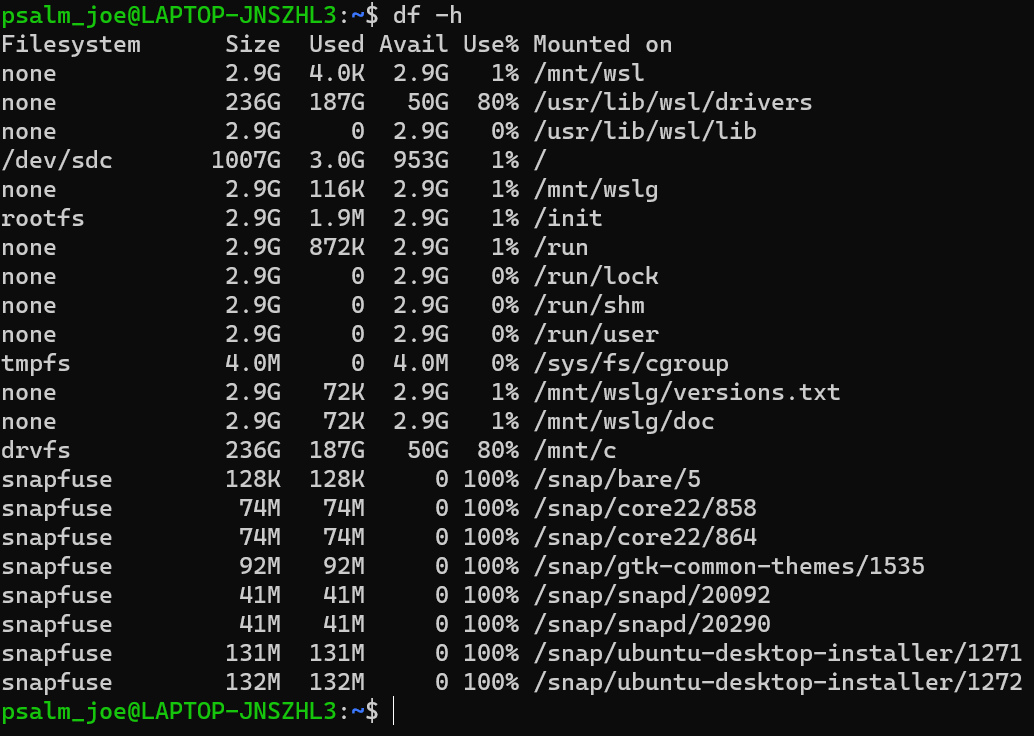 psalm_joe@LAPTOP-JNSZHL3:~$ df -h
Filesystem      Size  Used Avail Use% Mounted on
none            2.9G  4.0K  2.9G   1% /mnt/wsl
none            236G  187G   50G  80% /usr/lib/wsl/drivers
none            2.9G     0  2.9G   0% /usr/lib/wsl/lib
/dev/sdc       1007G  3.0G  953G   1% /
none            2.9G  116K  2.9G   1% /mnt/wslg
rootfs          2.9G  1.9M  2.9G   1% /init
none            2.9G  872K  2.9G   1% /run
none            2.9G     0  2.9G   0% /run/lock
none            2.9G     0  2.9G   0% /run/shm
none            2.9G     0  2.9G   0% /run/user
tmpfs           4.0M     0  4.0M   0% /sys/fs/cgroup
none            2.9G   72K  2.9G   1% /mnt/wslg/versions.txt
none            2.9G   72K  2.9G   1% /mnt/wslg/doc
drvfs           236G  187G   50G  80% /mnt/c
snapfuse        128K  128K     0 100% /snap/bare/5
snapfuse         74M   74M     0 100% /snap/core22/858
snapfuse         74M   74M     0 100% /snap/core22/864
snapfuse         92M   92M     0 100% /snap/gtk-common-themes/1535
snapfuse         41M   41M     0 100% /snap/snapd/20092
snapfuse         41M   41M     0 100% /snap/snapd/20290
snapfuse        131M  131M     0 100% /snap/ubuntu-desktop-installer/1271
snapfuse        132M  132M     0 100% /snap/ubuntu-desktop-installer/1272
psalm_joe@LAPTOP-JNSZHL3:~$